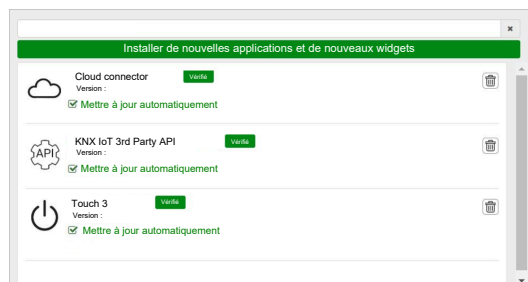 Installer de nouvelles applications et de nouveaux widgets
Cloud connector Vérifié
Version :
Mettre à jour automatiquement
API KNX IoT 3rd Party API Vérifié
Version :
Mettre à jour automatiquement
Touch 3 Vérifié
Version :
Mettre à jour automatiquement